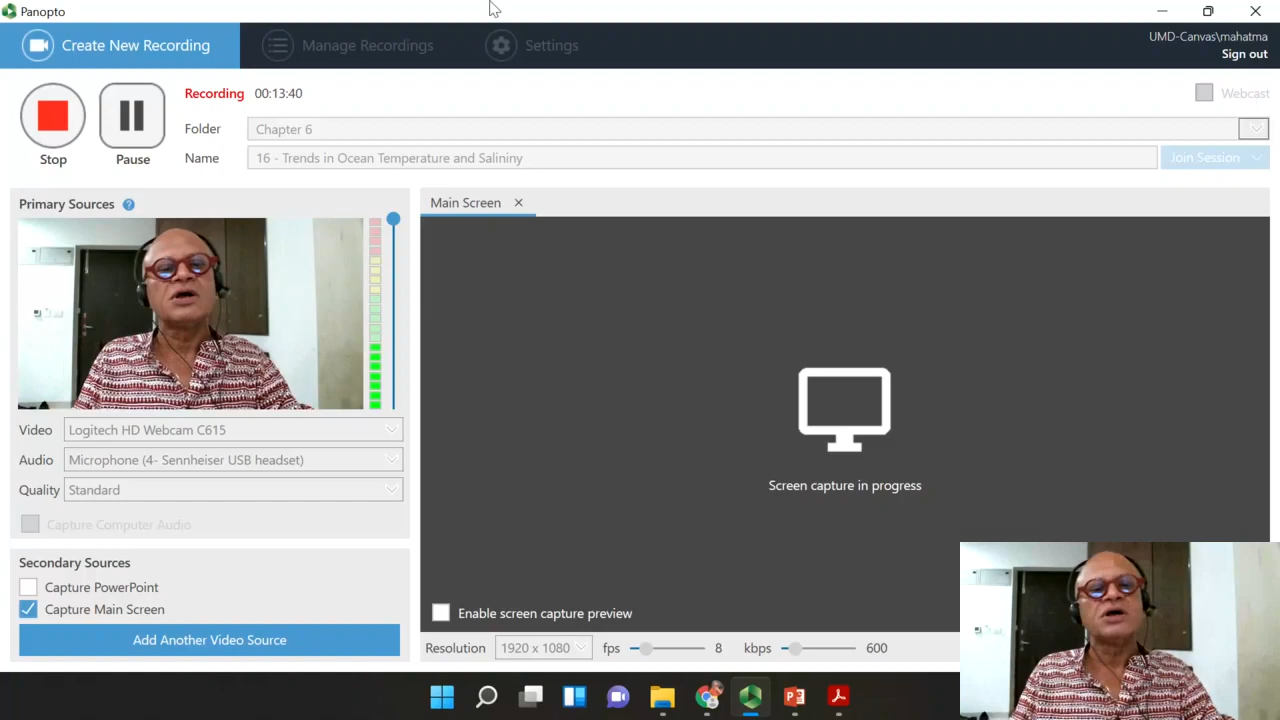 Panopto
Create New Recording
Manage Recordings
Settings
UMD-Canvas\mahatma
Sign out
Recording 00:13:40
Webcast
Folder Chapter 6
Stop
Pause
Name 16 - Trends in Ocean Temperature and Salininy
Join Session
Primary Sources ?
Main Screen
Video Logitech HD Webcam C615
Audio Microphone (4- Sennheiser USB headset)
Quality Standard
Capture Computer Audio
Screen capture in progress
Secondary Sources
Capture PowerPoint
Capture Main Screen
Add Another Video Source
Enable screen capture preview
Resolution 1920 x 1080 fps 8 kbps 600